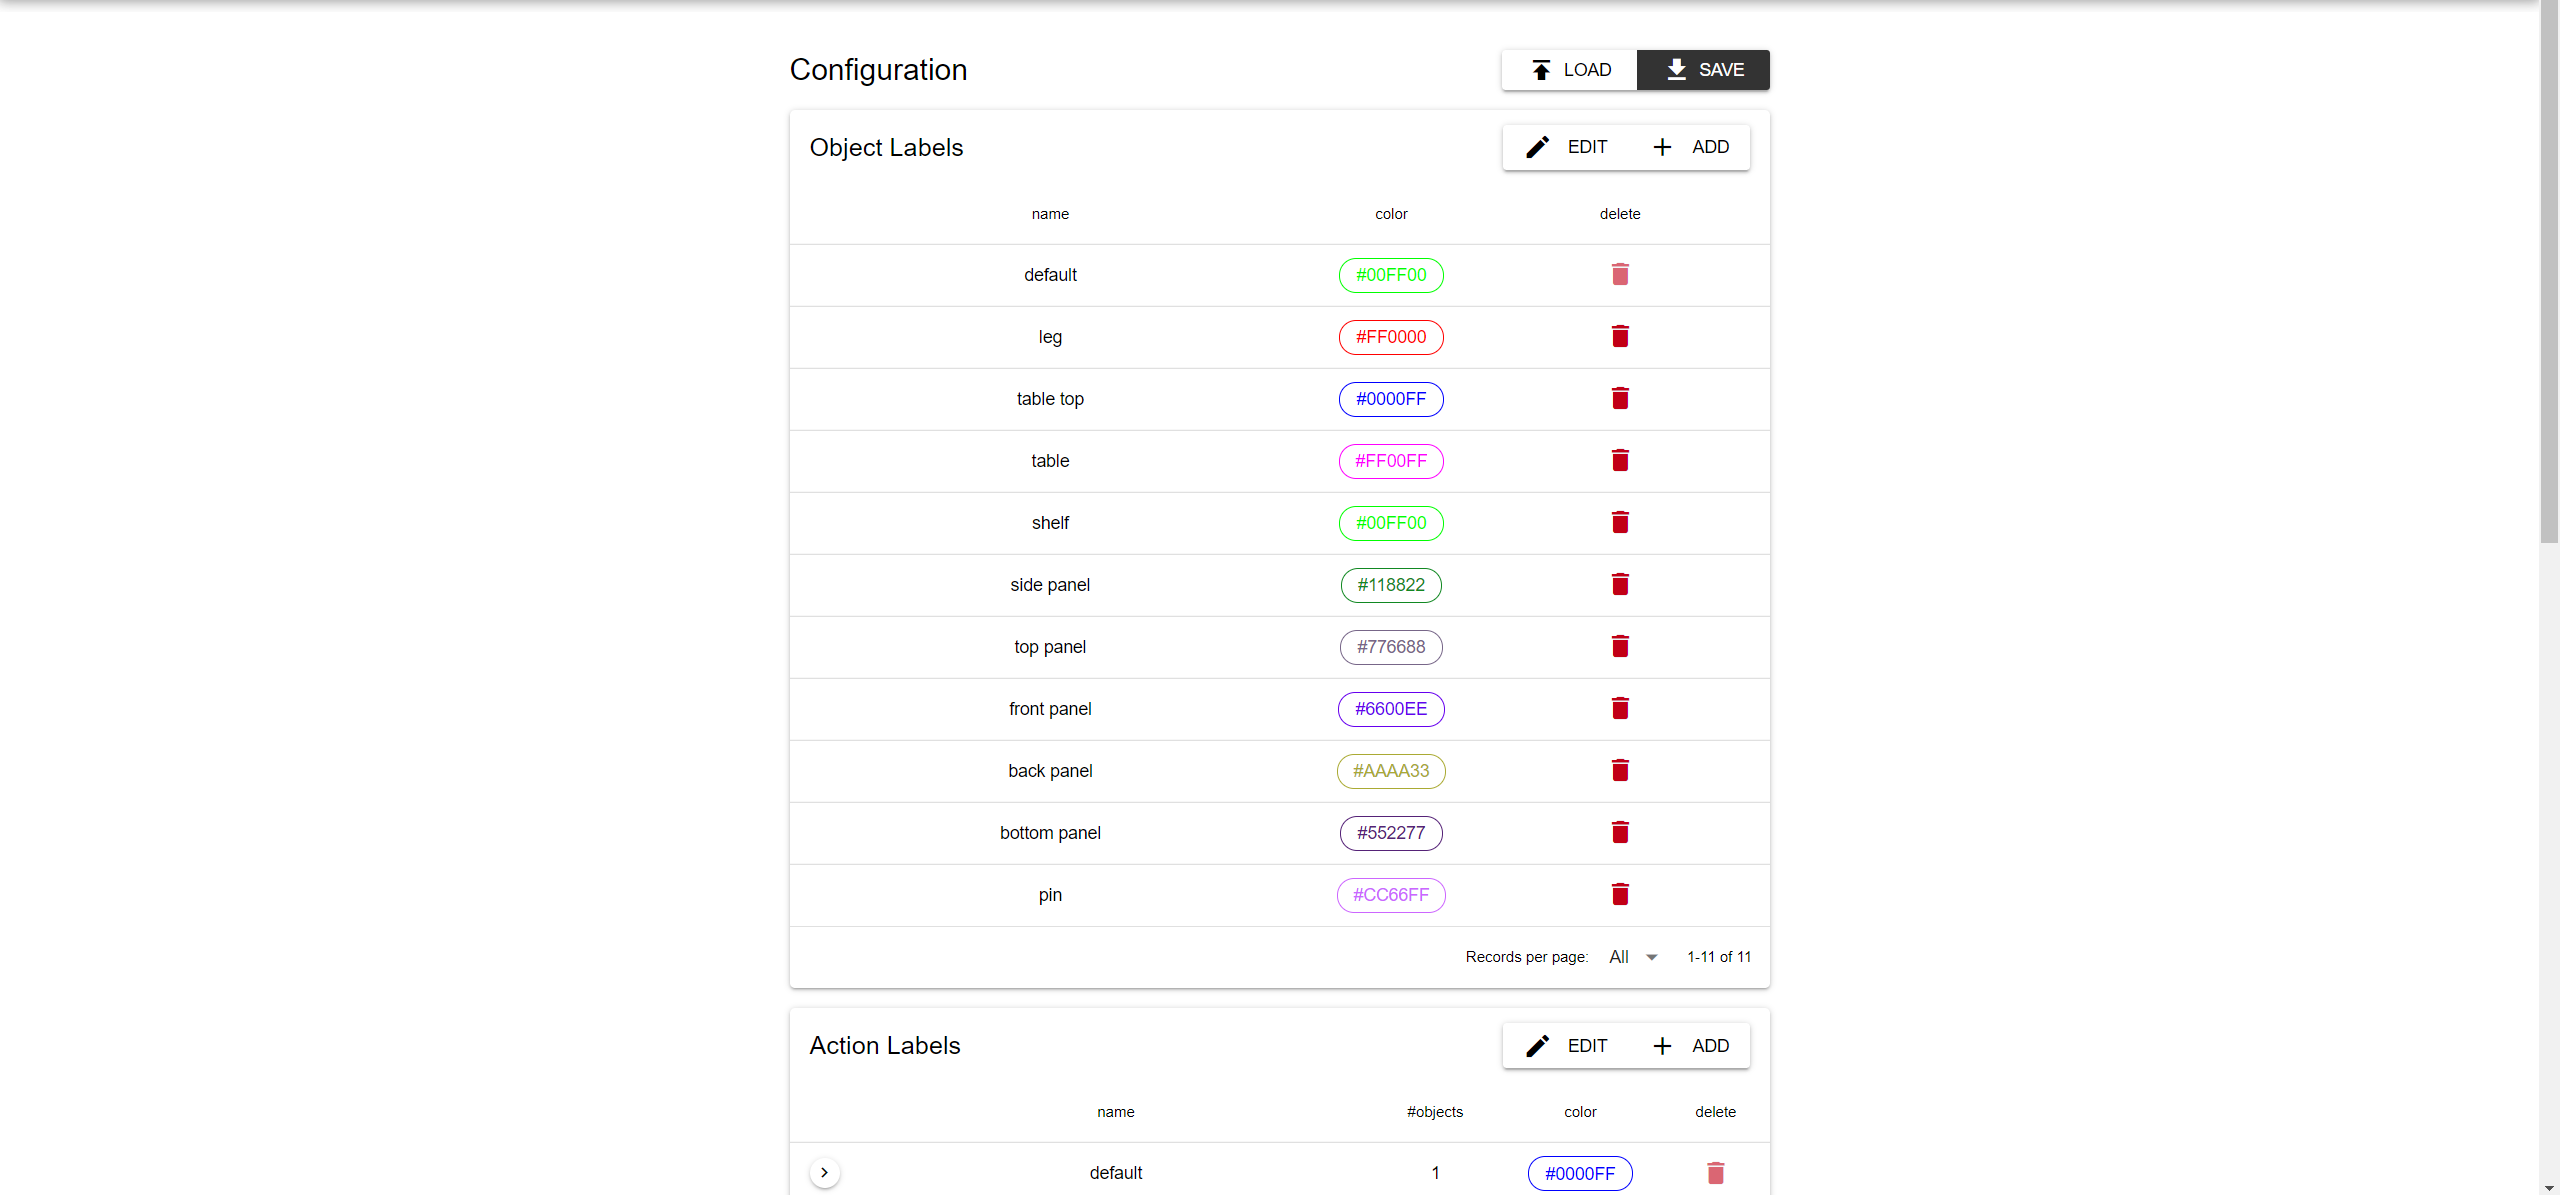 Configuration LOAD SAVE
Object Labels EDIT ADD
name color delete
default #00FF00
leg #FF0000
table top #0000FF
table #FF00FF
shelf #00FF00
side panel #118822
top panel #776688
front panel #6600EE
back panel #AAAA33
bottom panel #552277
pin #CC66FF
Records per page: All 1-11 of 11
Action Labels EDIT ADD
name #objects color delete
default 1 #0000FF